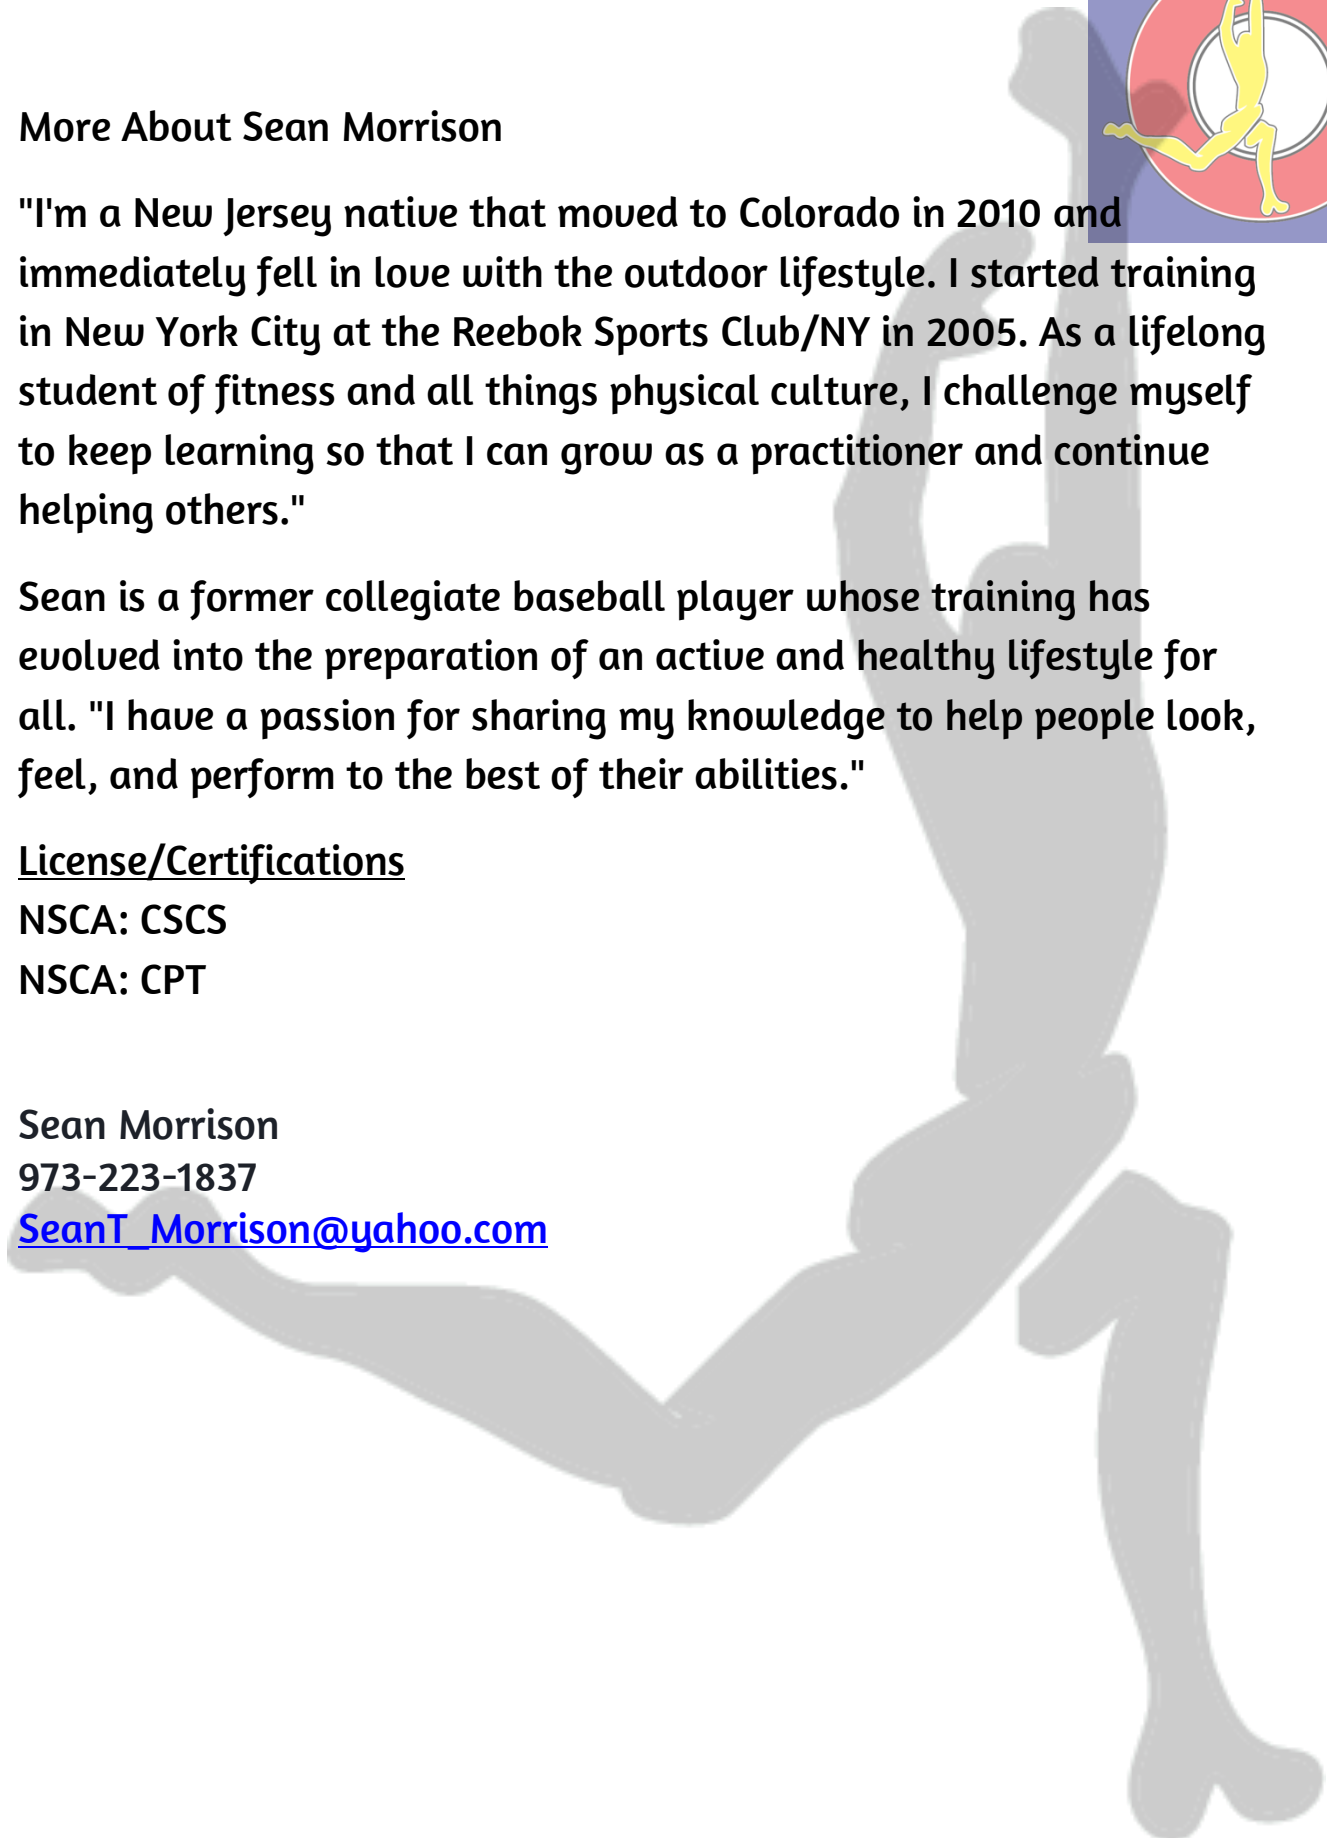 More About Sean Morrison
"I'm a New Jersey native that moved to Colorado in 2010 and
immediately fell in love with the outdoor lifestyle. I started training
in New York City at the Reebok Sports Club/NY in 2005. As a lifelong
student of fitness and all things physical culture, I challenge myself
to keep learning so that I can grow as a practitioner and continue
helping others."
Sean is a former collegiate baseball player whose training has
evolved into the preparation of an active and healthy lifestyle for
all. "I have a passion for sharing my knowledge to help people look,
feel, and perform to the best of their abilities."
License/Certifications
NSCA: CSCS
NSCA: CPT
Sean Morrison
973-223-1837
SeanT_Morrison@yahoo.com